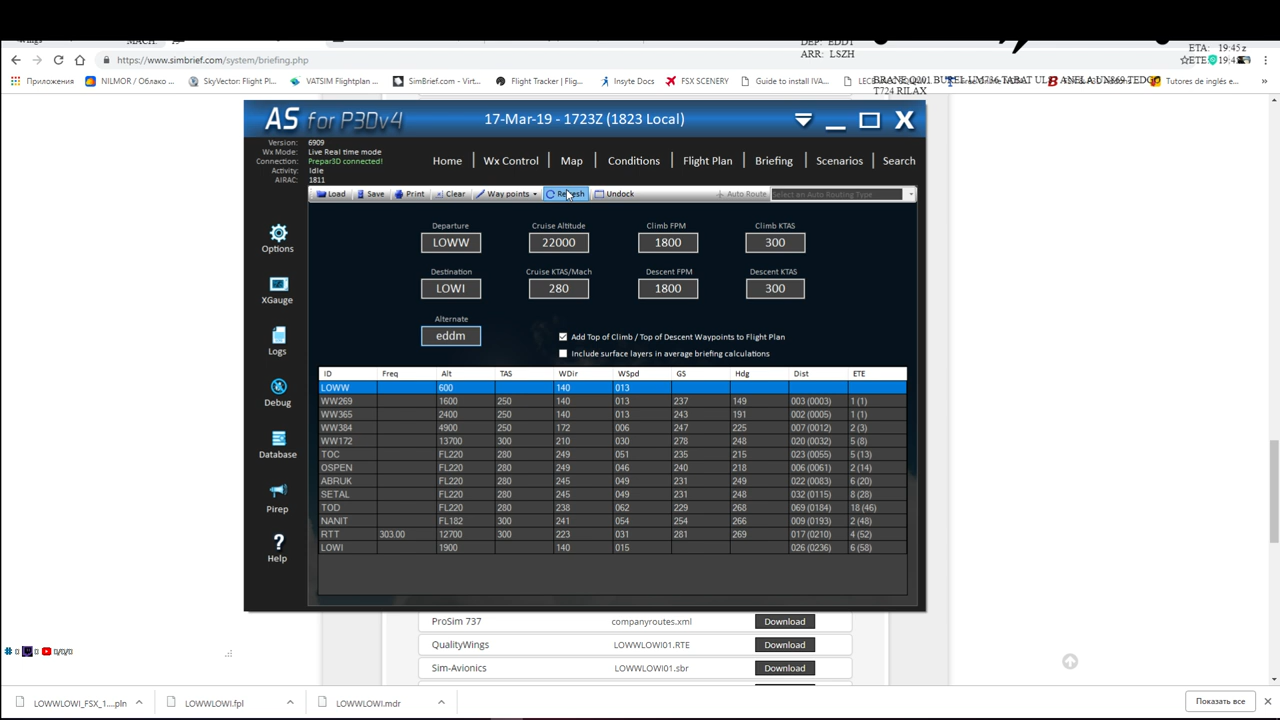 DEP: EDDT
ARR: LSZH
ETA: 19:45z
https://www.simbrief.com/system/briefing.php
Приложения
NILMOR / Облако ...
SkyVector: Flight Pl...
VATSIM Flightplan ...
SimBrief.com - Virt...
Flight Tracker | Flig...
Insyte Docs
FSX SCENERY
Guide to install IVA...
Tutores de inglés e...
T724 RILAX
AS for P3Dv4
17-Mar-19 - 1723Z (1823 Local)
Version: 6909
Wx Mode: Live Real time mode
Connection: Prepar3D connected!
Activity: Idle
AIRAC: 1811
Home Wx Control Map Conditions Flight Plan Briefing Scenarios Search
Load Save Print Clear Way points Refresh Undock Auto Route Select an Auto Routing Type
Options
XGauge
Logs
Debug
Database
Pirep
Help
Departure Cruise Altitude Climb FPM Climb KTAS
LOWW 22000 1800 300
Destination Cruise KTAS/Mach Descent FPM Descent KTAS
LOWI 280 1800 300
Alternate
eddm
Add Top of Climb / Top of Descent Waypoints to Flight Plan
Include surface layers in average briefing calculations
ID Freq Alt TAS WDir WSpd GS Hdg Dist ETE
LOWW 600 140 013
WW269 1600 250 140 013 237 149 003 (0003) 1 (1)
WW365 2400 250 140 013 243 191 002 (0005) 1 (1)
WW384 4900 250 172 006 247 225 007 (0012) 2 (3)
WW172 13700 300 210 030 278 248 020 (0032) 5 (8)
TOC FL220 280 249 051 235 215 023 (0055) 5 (13)
OSPEN FL220 280 249 046 240 218 006 (0061) 2 (14)
ABRUK FL220 280 245 049 231 249 022 (0083) 6 (20)
SETAL FL220 280 245 049 231 248 032 (0115) 8 (28)
TOD FL220 280 238 062 229 268 069 (0184) 18 (46)
NANIT FL182 300 241 054 254 266 009 (0193) 2 (48)
RTT 303.00 12700 300 223 031 281 269 017 (0210) 4 (52)
LOWI 1900 140 015 026 (0236) 6 (58)
ProSim 737 companyroutes.xml Download
QualityWings LOWWLOWI01.RTE Download
Sim-Avionics LOWWLOWI01.sbr Download
LOWWLOWI_FSX_1....pln
LOWWLOWI.fpl
LOWWLOWI.mdr
Показать все